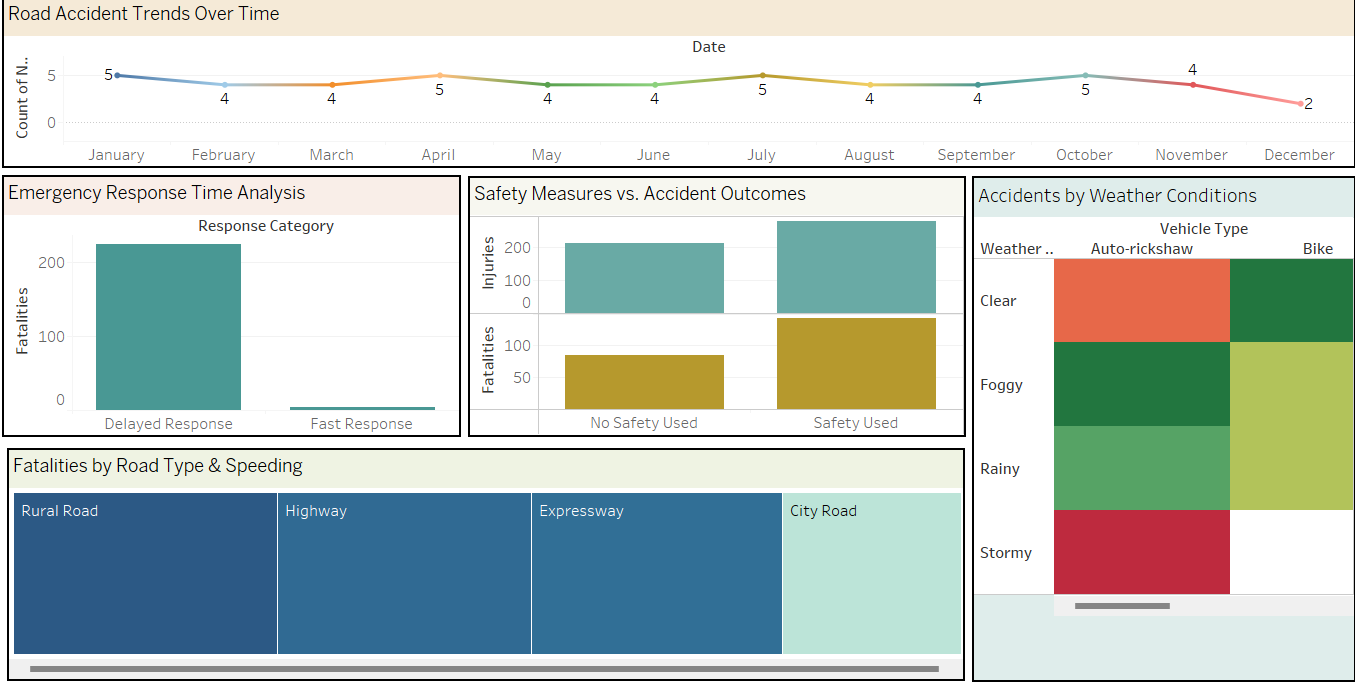 Road Accident Trends Over Time
Date
Count of N..
5
0
5
4
4
5
4
4
5
4
4
5
4
2
January February March April May June July August September October November December
Emergency Response Time Analysis
Response Category
Fatalities
200
100
0
Delayed Response Fast Response
Safety Measures vs. Accident Outcomes
Injuries
200
100
0
Fatalities
100
50
No Safety Used Safety Used
Accidents by Weather Conditions
Vehicle Type
Weather .. Auto-rickshaw Bike
Clear
Foggy
Rainy
Stormy
Fatalities by Road Type & Speeding
Rural Road Highway Expressway City Road